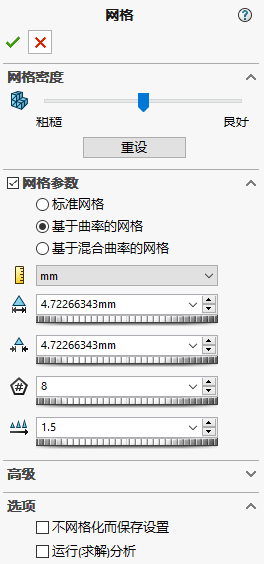 网格
网格密度
粗糙 良好
重设
网格参数
标准网格
基于曲率的网格
基于混合曲率的网格
mm
4.72266343mm
4.72266343mm
#
8
1.5
高级
选项
不网格化而保存设置
运行(求解)分析